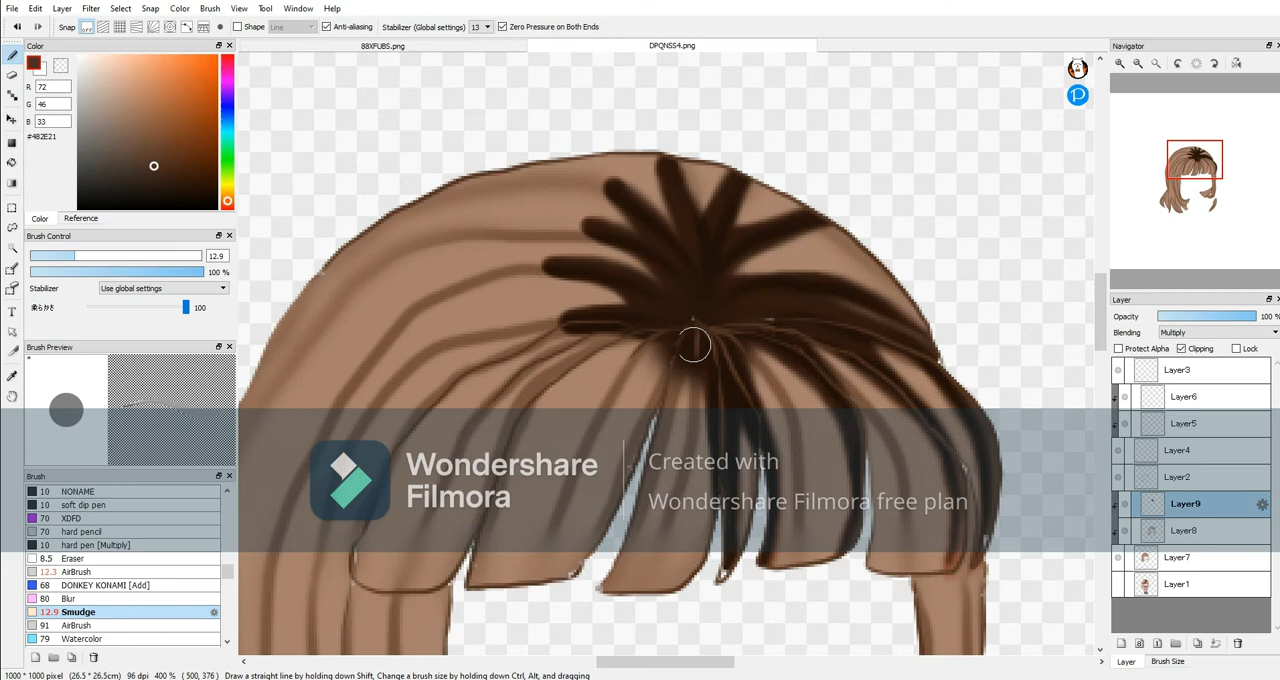 File Edit Layer Filter Select Snap Color Brush View Tool Window Help
Snap OFF Shape Line Anti-aliasing Stabilizer (Global settings) 13 Zero Pressure on Both Ends
Color
88XFUBS.png DPQNSS4.png
Navigator
R 72
G 46
B 33
#482E21
Color Reference
Brush Control
12.9
100 %
Stabilizer Use global settings
柔らかさ 100
Brush Preview
Brush
10 NONAME
10 soft dip pen
70 XDFD
70 hard pencil
10 hard pen [Multiply]
8.5 Eraser
12.3 AirBrush
68 DONKEY KONAMI [Add]
80 Blur
12.9 Smudge
91 AirBrush
79 Watercolor
Wondershare
Filmora
Created with
Wondershare Filmora free plan
Layer
Opacity 100 %
Blending Multiply
Protect Alpha Clipping Lock
Layer3
Layer6
Layer5
Layer4
Layer2
Layer9
Layer8
Layer7
Layer1
Layer Brush Size
1000 * 1000 pixel (26.5 * 26.5cm) 96 dpi 400 % ( 500, 376 ) Draw a straight line by holding down Shift, Change a brush size by holding down Ctrl, Alt, and dragging